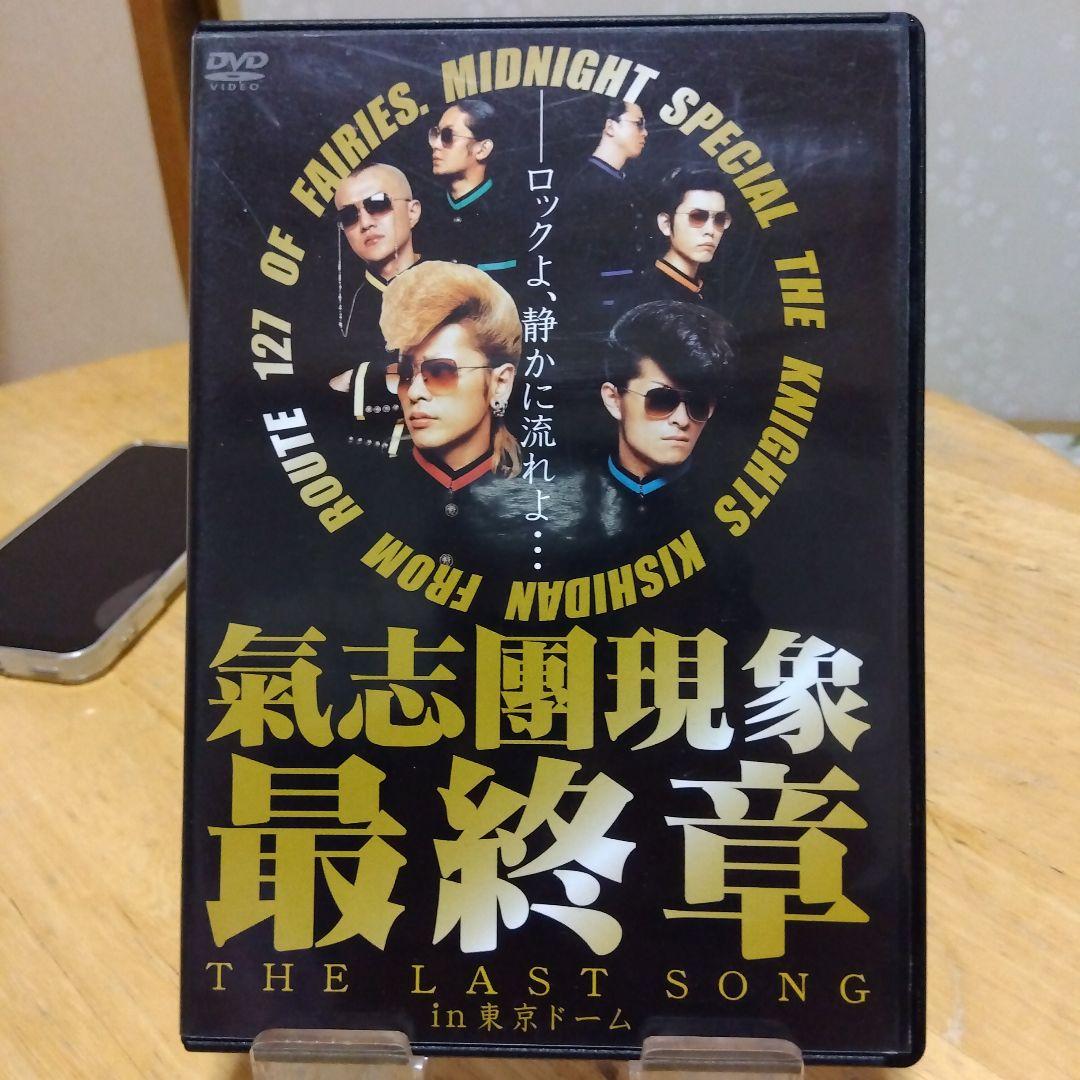 DVD
VIDEO
MIDNIGHT SPECIAL THE KNIGHTS KISHIDAN FROM ROUTE 127 OF FAIRIES.
──ロックよ、静かに流れよ…
氣志團現象
最終章
THE LAST SONG
in 東京ドーム